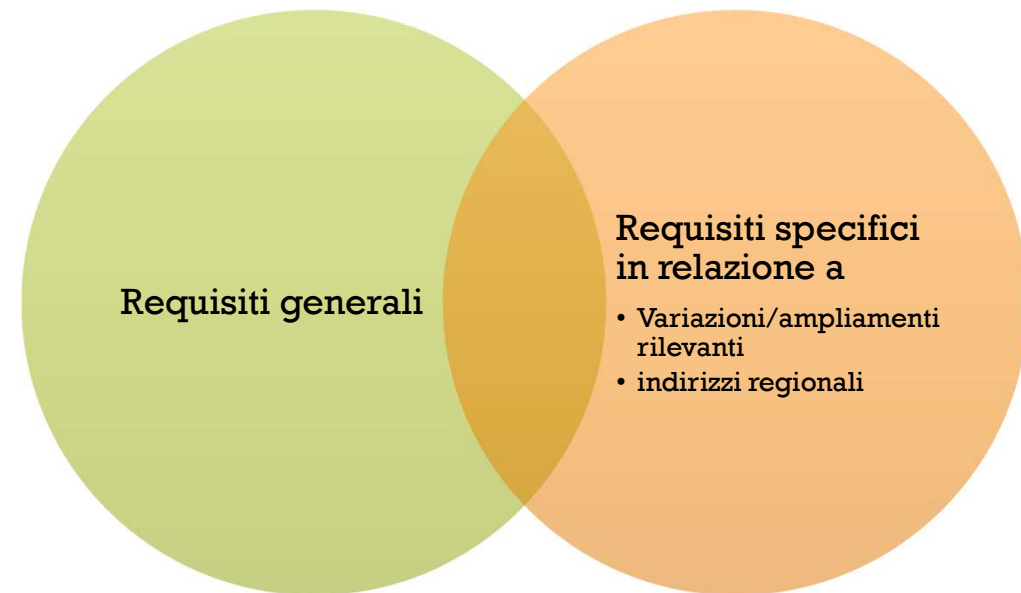 Requisiti generali
Requisiti specifici
in relazione a
• Variazioni/ampliamenti
rilevanti
• indirizzi regionali